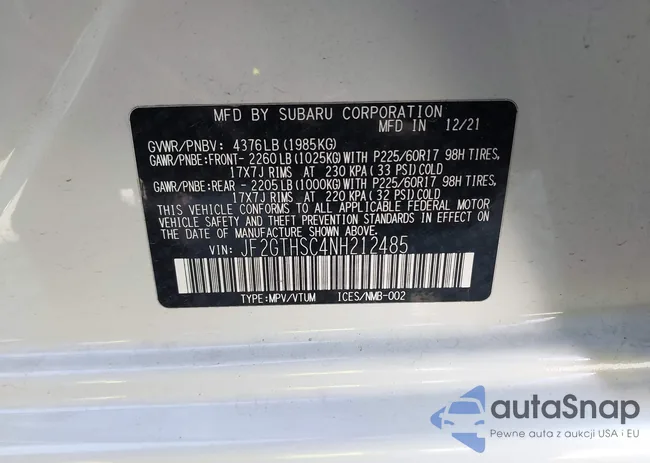 MFD BY SUBARU CORPORATION
MFD IN 12/21
GVWR/PNBV: 4376LB(1985KG)
GAWR/PNBE:FRONT- 2260LB(1025KG)WITH P225/60R17 98H TIRES,
17X7J RIMS AT 230 KPA (33 PSI)COLD
GAWR/PNBE:REAR - 2205LB(1000KG)WITH P225/60R17 98H TIRES,
17X7J RIMS AT 220 KPA (32 PSI)COLD
THIS VEHICLE CONFORMS TO ALL APPLICABLE FEDERAL MOTOR
VEHICLE SAFETY AND THEFT PREVENTION STANDARDS IN
EFFECT ON THE DATE OF MANUFACTURE SHOWN ABOVE.
VIN: JF2GTHSC4NH212485
TYPE:MPV/VTUM ICES/NMB-002
autaSnap
Pewne auta z aukcji USA i EU